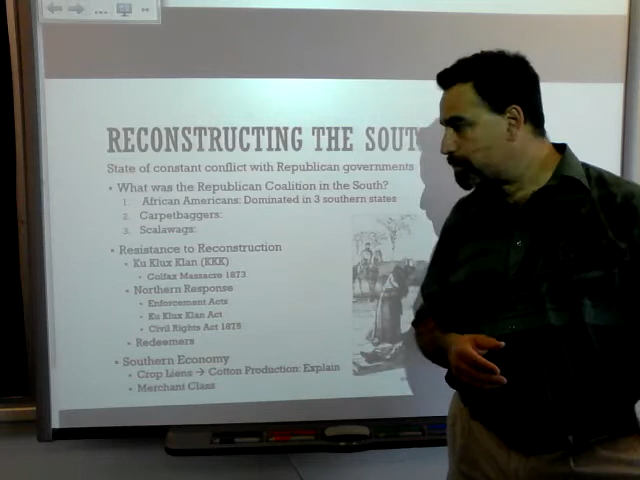 RECONSTRUCTING THE SOUT
State of constant conflict with Republican governments
• What was the Republican Coalition in the South?
1. African Americans: Dominated in 3 southern states
2. Carpetbaggers:
3. Scalawags:
• Resistance to Reconstruction
• Ku Klux Klan (KKK)
• Colfax Massacre 1873
• Northern Response
• Enforcement Acts
• Ku Klux Klan Act
• Civil Rights Act 1875
• Redeemers
• Southern Economy
• Crop Liens → Cotton Production: Explain
• Merchant Class